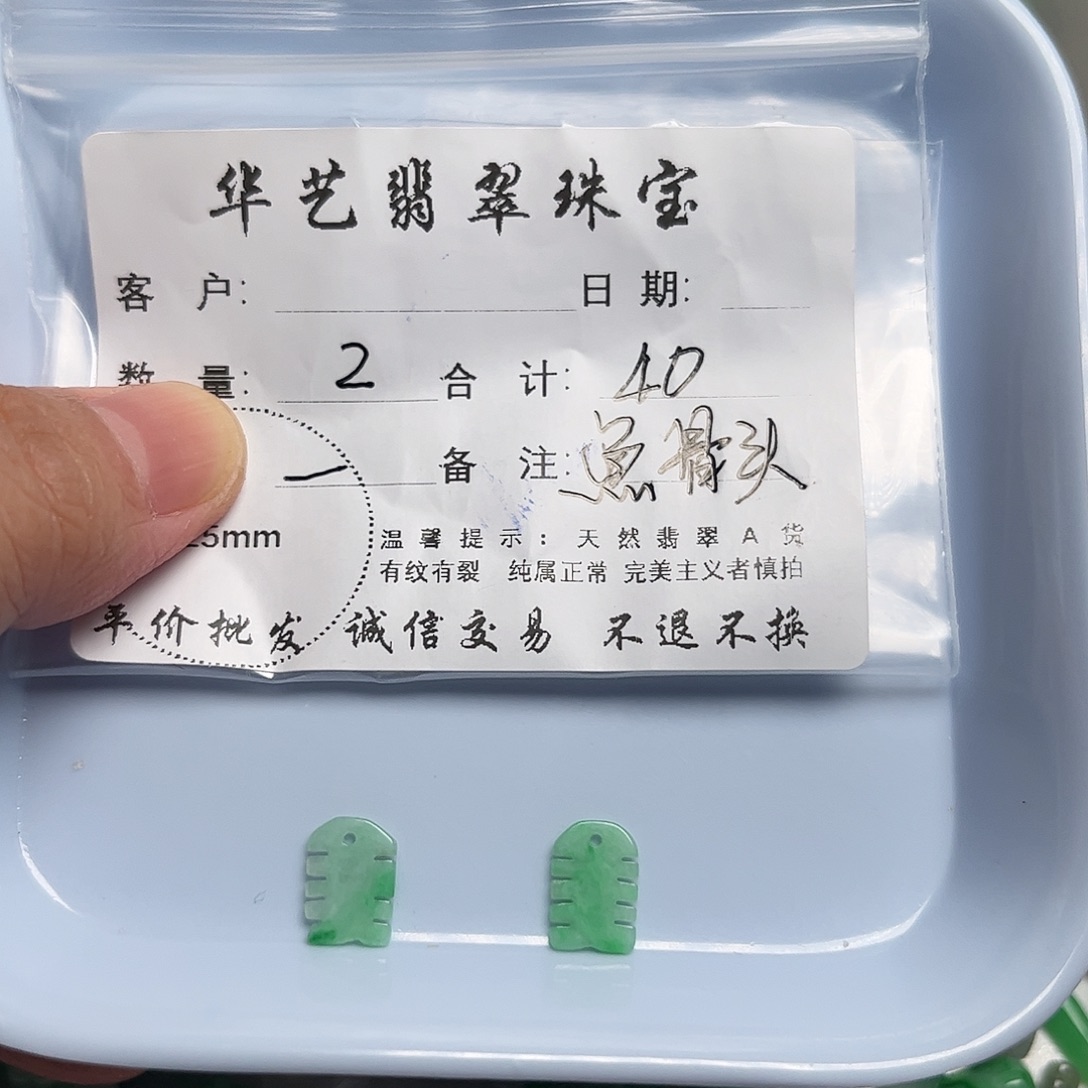 华艺翡翠珠宝
客 户: 日 期:
数 量: 2 合 计: 40
一 备 注: 鱼骨头
25mm 温馨提示: 天然翡翠A货
有纹有裂 纯属正常 完美主义者慎拍
平价批发 诚信交易 不退不换